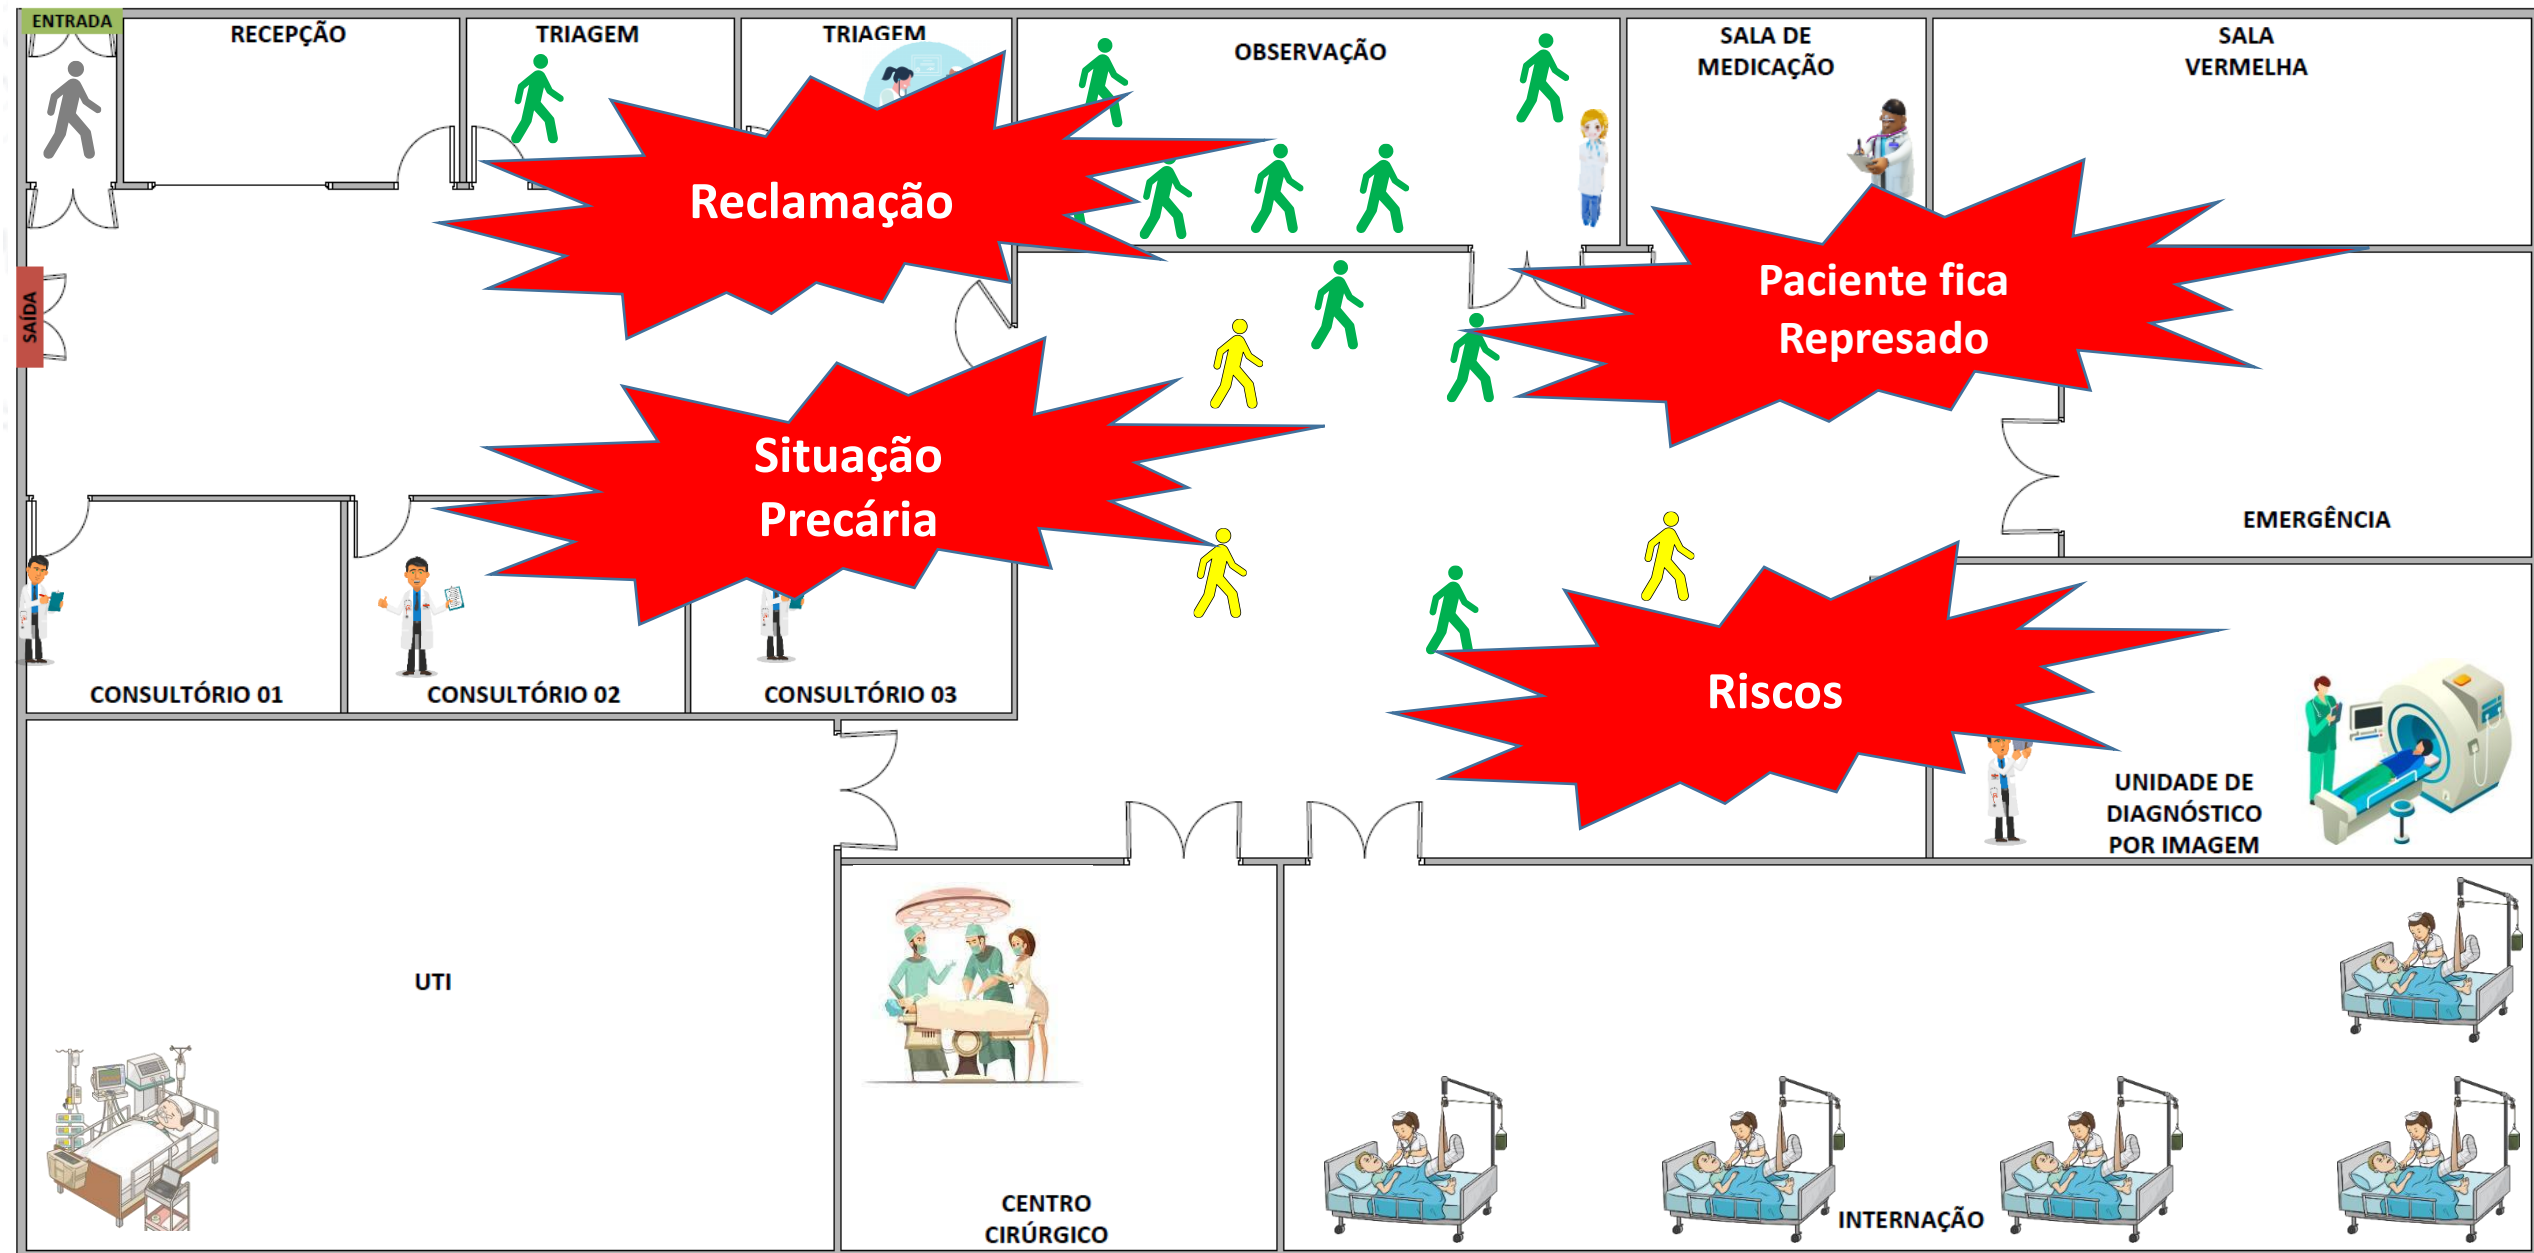 ENTRADA
RECEPÇÃO
TRIAGEM
TRIAGEM
OBSERVAÇÃO
SALA DE
MEDICAÇÃO
SALA
VERMELHA
Reclamação
Paciente fica
Represado
SAÍDA
Situação
Precária
EMERGÊNCIA
Riscos
CONSULTÓRIO 01
CONSULTÓRIO 02
CONSULTÓRIO 03
UNIDADE DE
DIAGNÓSTICO
POR IMAGEM
UTI
CENTRO
CIRÚRGICO
INTERNAÇÃO